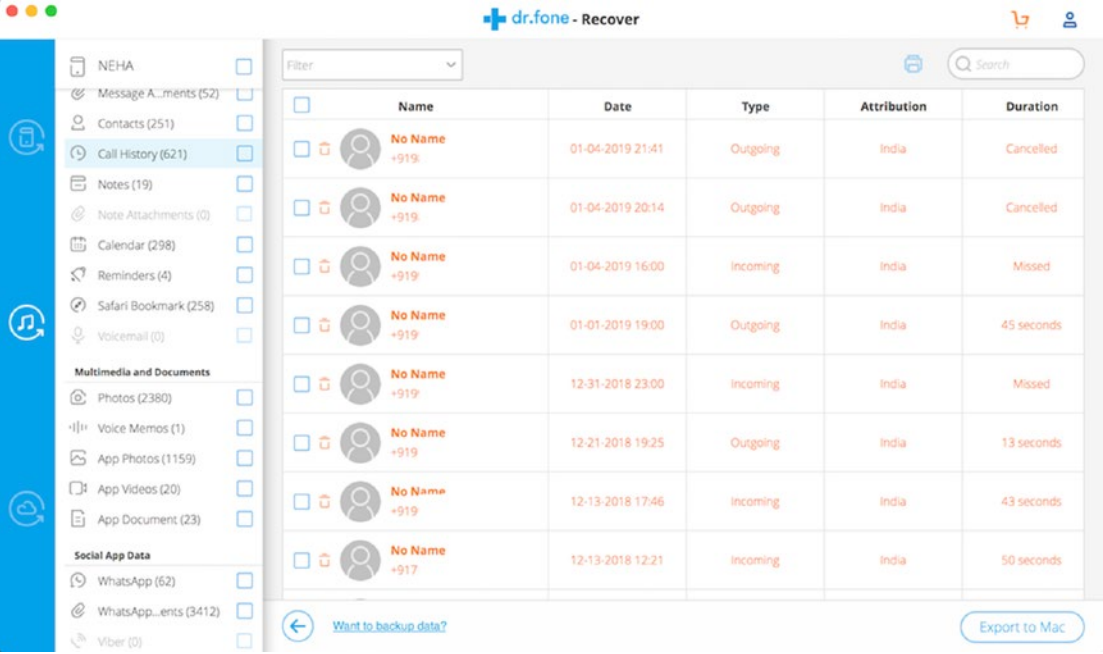 dr.fone - Recover
NEHA
Message A...ments (52)
Contacts (251)
Call History (621)
Notes (19)
Note Attachments (0)
Calendar (298)
Reminders (4)
Safari Bookmark (258)
Voicemail (0)
Multimedia and Documents
Photos (2380)
Voice Memos (1)
App Photos (1159)
App Videos (20)
App Document (23)
Social App Data
WhatsApp (62)
WhatsApp...ents (3412)
Viber (0)
Filter
Search
Name Date Type Attribution Duration
No Name
+919 01-04-2019 21:41 Outgoing India Cancelled
No Name
+919 01-04-2019 20:14 Outgoing India Cancelled
No Name
+919 01-04-2019 16:00 Incoming India Missed
No Name
+919 01-01-2019 19:00 Outgoing India 45 seconds
No Name
+919 12-31-2018 23:00 Incoming India Missed
No Name
+919 12-21-2018 19:25 Outgoing India 13 seconds
No Name
+919 12-13-2018 17:46 Incoming India 43 seconds
No Name
+917 12-13-2018 12:21 Incoming India 50 seconds
Want to backup data?
Export to Mac